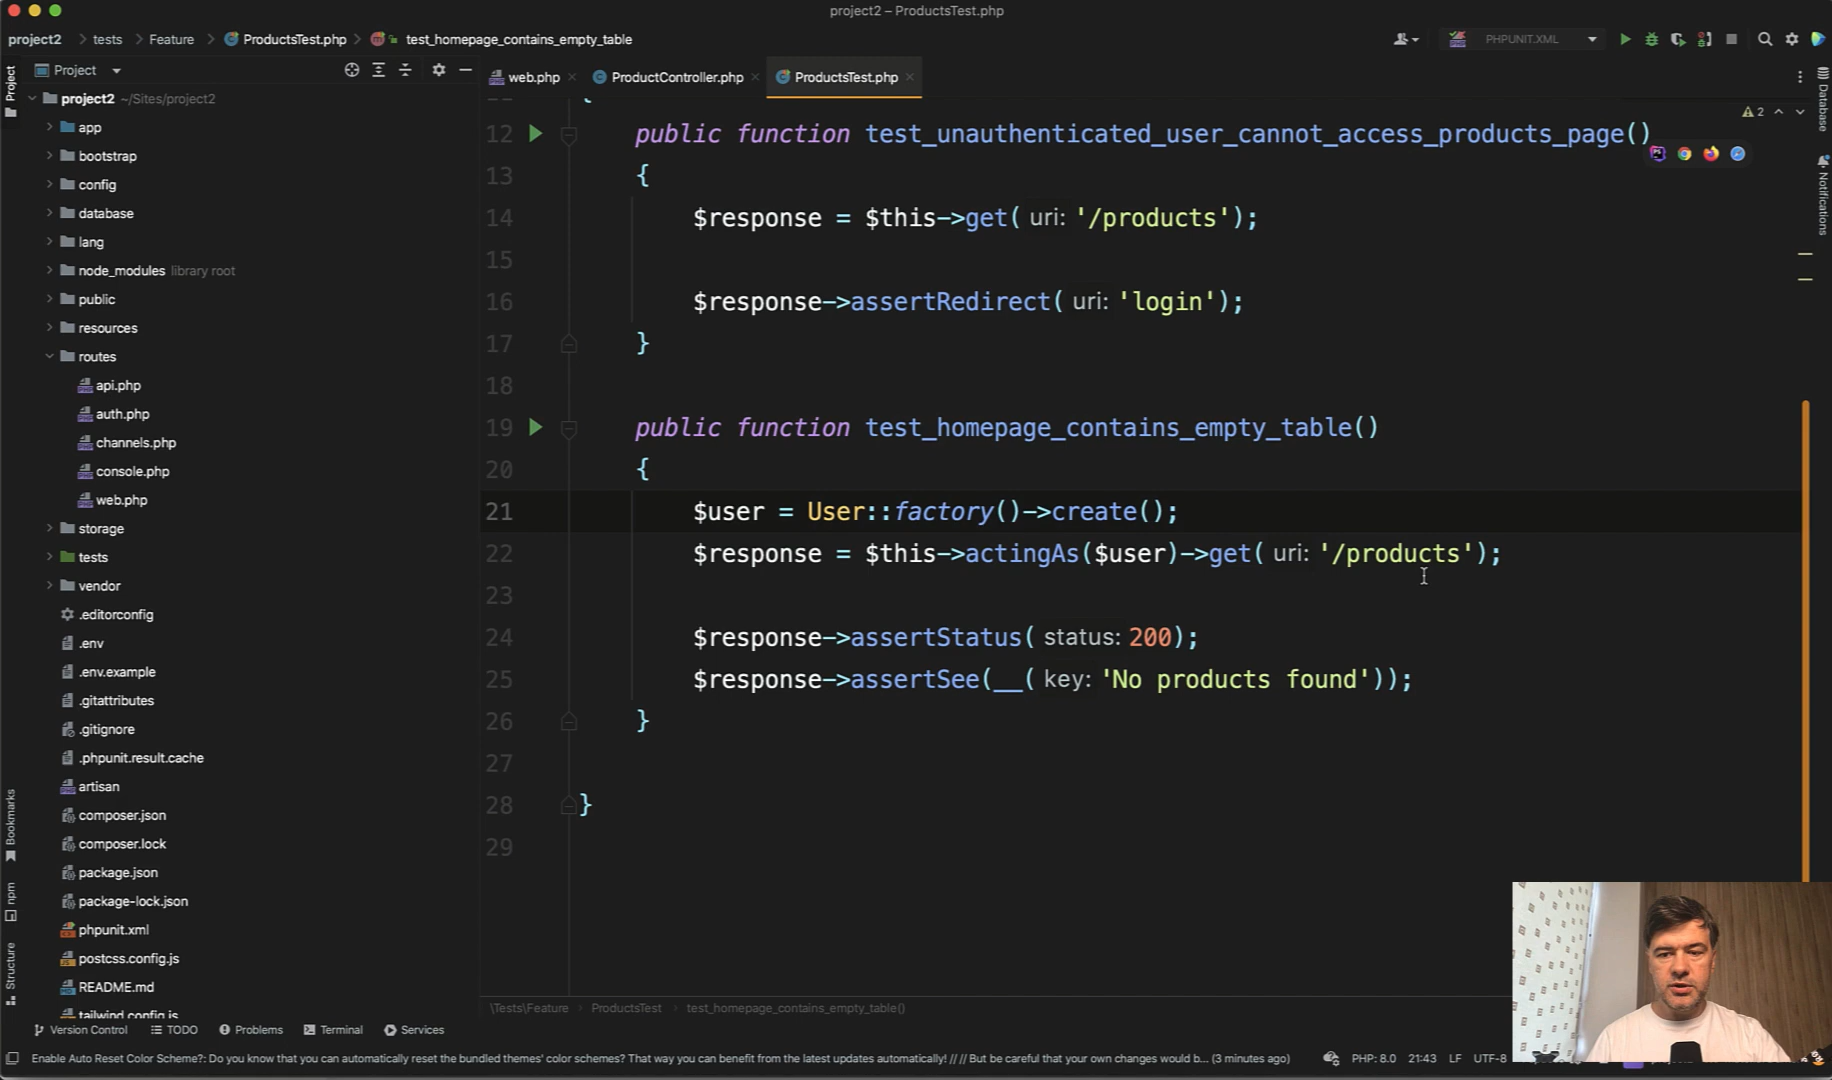 project2 – ProductsTest.php
project2 tests Feature ProductsTest.php test_homepage_contains_empty_table
PHPUNIT.XML
Project
Project
web.php ProductController.php ProductsTest.php
Database
Notifications
2
project2 ~/Sites/project2
app
bootstrap
config
database
lang
node_modules library root
public
resources
routes
api.php
auth.php
channels.php
console.php
web.php
storage
tests
vendor
.editorconfig
.env
.env.example
.gitattributes
.gitignore
.phpunit.result.cache
artisan
composer.json
composer.lock
package.json
package-lock.json
phpunit.xml
postcss.config.js
README.md
tailwind.config.js
{
12 public function test_unauthenticated_user_cannot_access_products_page()
13 {
14 $response = $this->get( uri: '/products');
15
16 $response->assertRedirect( uri: 'login');
17 }
18
19 public function test_homepage_contains_empty_table()
20 {
21 $user = User::factory()->create();
22 $response = $this->actingAs($user)->get( uri: '/products');
23
24 $response->assertStatus( status: 200);
25 $response->assertSee(__( key: 'No products found'));
26 }
27
28 }
29
Bookmarks
npm
Structure
\Tests\Feature ProductsTest test_homepage_contains_empty_table()
Version Control TODO Problems Terminal Services
Enable Auto Reset Color Scheme?: Do you know that you can automatically reset the bundled themes' color schemes? That way you can benefit from the latest updates automatically! // // But be careful that your own changes would b... (3 minutes ago) PHP: 8.0 21:43 LF UTF-8